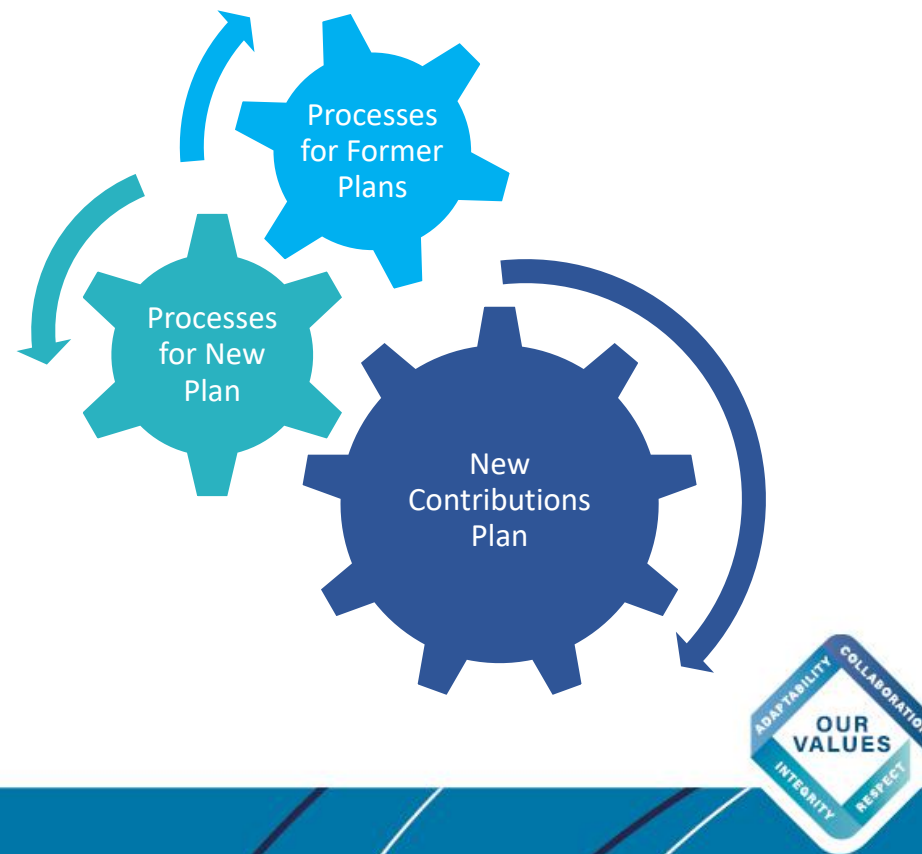 Processes
for Former
Plans
Processes
for New
Plan
New
Contributions
Plan
ADAPTABILITY
COLLABORATION
OUR
VALUES
INTEGRITY
RESPECT